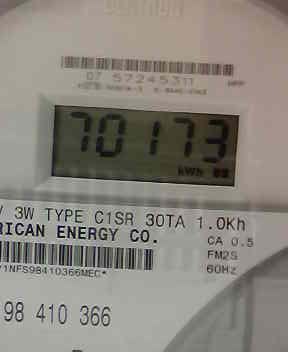 07 57245311
70173
kWh
V 3W TYPE C1SR 30TA 1.0Kh
RICAN ENERGY CO. CA 0.5
FM2S
Y1NFS98410366MEC* 60Hz
98 410 366